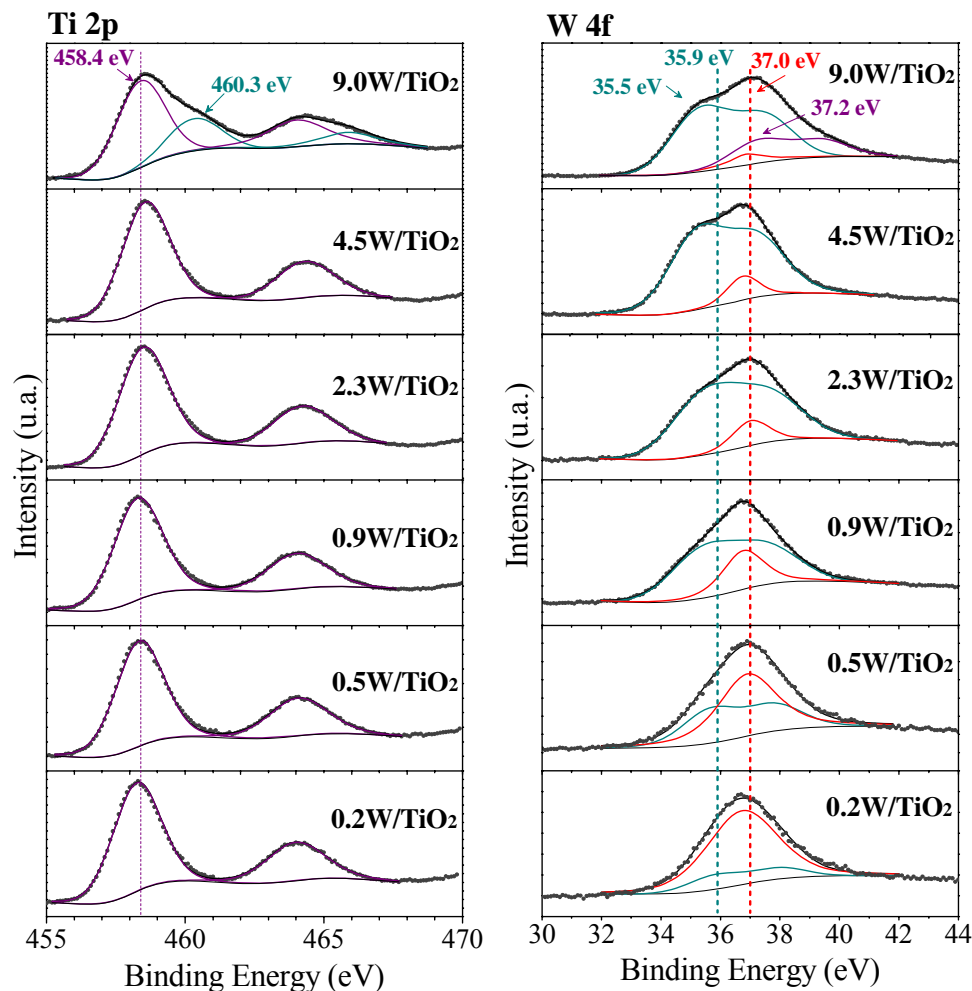 Ti 2p
458.4 eV
460.3 eV
9.0W/TiO2
4.5W/TiO2
2.3W/TiO2
0.9W/TiO2
0.5W/TiO2
0.2W/TiO2
Intensity (u.a.)
455 460 465 470
Binding Energy (eV)
W 4f
35.9 eV
37.0 eV
35.5 eV
37.2 eV
9.0W/TiO2
4.5W/TiO2
2.3W/TiO2
0.9W/TiO2
0.5W/TiO2
0.2W/TiO2
Intensity (u.a.)
30 32 34 36 38 40 42 44
Binding Energy (eV)